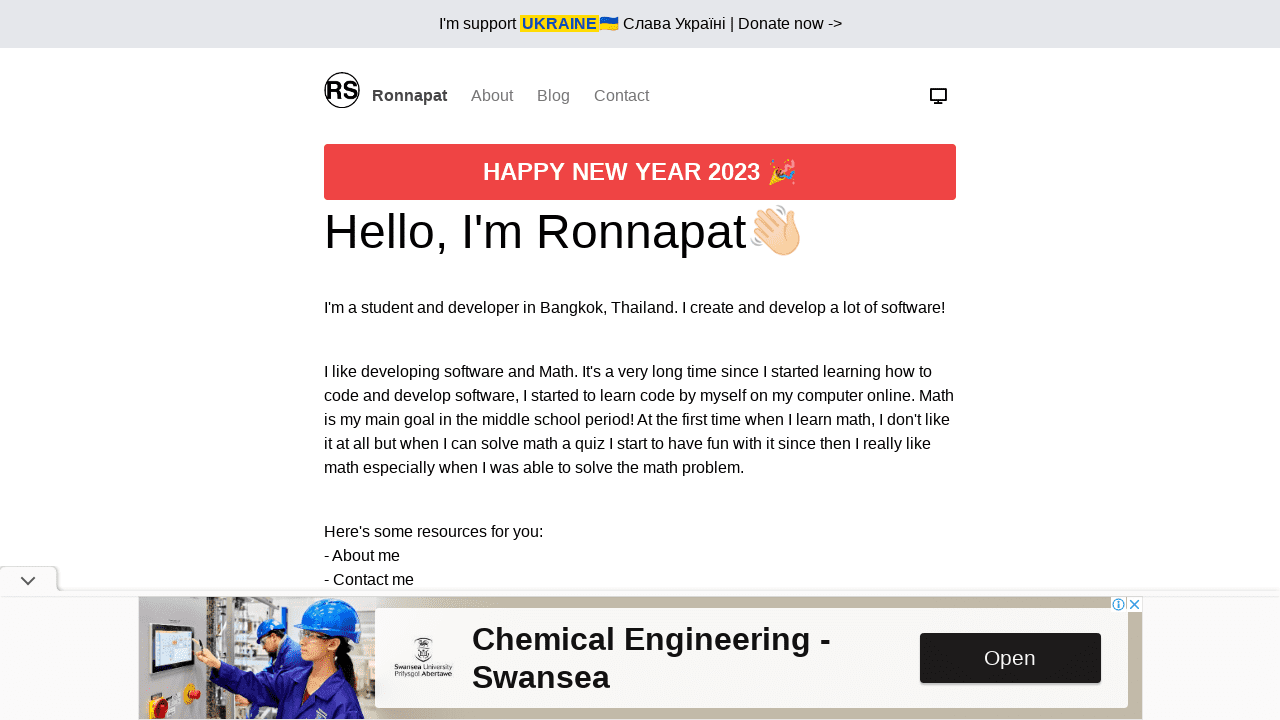 I'm support UKRAINE🇺🇦 Слава Україні | Donate now ->
RS Ronnapat About Blog Contact
HAPPY NEW YEAR 2023 🎉
Hello, I'm Ronnapat👋🏻
I'm a student and developer in Bangkok, Thailand. I create and develop a lot of software!
I like developing software and Math. It's a very long time since I started learning how to
code and develop software, I started to learn code by myself on my computer online. Math
is my main goal in the middle school period! At the first time when I learn math, I don't like
it at all but when I can solve math a quiz I start to have fun with it since then I really like
math especially when I was able to solve the math problem.
Here's some resources for you:
- About me
- Contact me
Swansea University
Prifysgol Abertawe
Chemical Engineering -
Swansea
Open